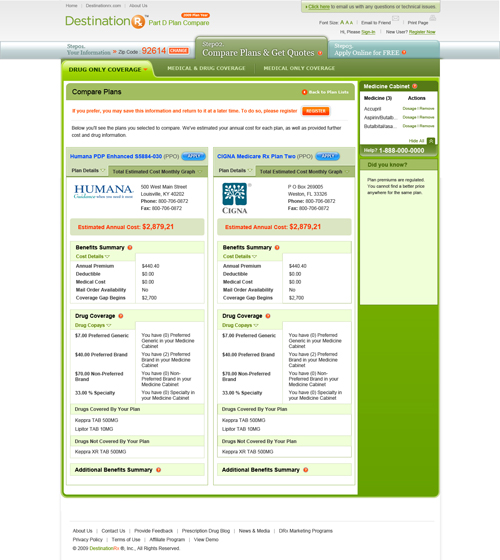 Home | Destinationrx.com | About Us
Click here to email us with any questions or technical issues.
DestinationRx™ 2009 Plan Year
Part D Plan Compare
Font Size: A A A | Email to Friend | Print Page
Hi, Please Sign-in | New User? Register Now
Step01. Your Information » Zip Code 92614 CHANGE
Step02. Compare Plans & Get Quotes
Step03. Apply Online for FREE
DRUG ONLY COVERAGE
MEDICAL & DRUG COVERAGE
MEDICAL ONLY COVERAGE
Compare Plans
Back to Plan Lists
If you prefer, you may save this information and return to it at a later time. To do so, please register REGISTER
Below you'll see the plans you selected to compare. We've estimated your annual cost for each plan, as well as provided further
cost and drug information.
Humana PDP Enhanced S5884-030 (PPO) APPLY
Plan Details
Total Estimated Cost Monthly Graph
HUMANA
Guidance when you need it most
500 West Main Street
Louisville, KY 40202
Phone: 800-706-0872
Fax: 800-706-0872
Estimated Annual Cost: $2,879,21
Benefits Summary
Cost Details
Annual Premium $440.40
Deductible $0.00
Medical Cost $0.00
Mail Order Availability No
Coverage Gap Begins $2,700
Drug Coverage
Drug Copays
$7.00 Preferred Generic You have (0) Preferred
Generic in your Medicine
Cabinet
$40.00 Preferred Brand You have (2) Preferred
Brand in your Medicine
Cabinet
$70.00 Non-Preferred Brand You have (0) Non-
Preferred Brand in your
Medicine Cabinet
33.00 % Specialty You have (0) Specialty in
your Medicine Cabinet
Drugs Covered By Your Plan
Keppra TAB 500MG
Lipitor TAB 10MG
Drugs Not Covered By Your Plan
Keppra XR TAB 500MG
Additional Benefits Summary
CIGNA Medicare Rx Plan Two (PPO) APPLY
Plan Details
Total Estimated Cost Monthly Graph
CIGNA
P O Box 269005
Weston, FL 33326
Phone: 800-706-0872
Fax: 800-706-0872
Estimated Annual Cost: $2,879,21
Benefits Summary
Cost Details
Annual Premium $440.40
Deductible $0.00
Medical Cost $0.00
Mail Order Availability No
Coverage Gap Begins $2,700
Drug Coverage
Drug Copays
$7.00 Preferred Generic You have (0) Preferred
Generic in your Medicine
Cabinet
$40.00 Preferred Brand You have (2) Preferred
Brand in your Medicine
Cabinet
$70.00 Non-Preferred Brand You have (0) Non-
Preferred Brand in your
Medicine Cabinet
33.00 % Specialty You have (0) Specialty in
your Medicine Cabinet
Drugs Covered By Your Plan
Keppra TAB 500MG
Lipitor TAB 10MG
Drugs Not Covered By Your Plan
Keppra XR TAB 500MG
Additional Benefits Summary
Medicine Cabinet
Medicine (3) Actions
Accupril Dosage | Remove
Aspirin/Butalb... Dosage | Remove
Dosage | Remove
Hide All
Help? 1-888-000-0000
Did you know?
Plan premiums are regulated.
You cannot find a better price
anywhere for the same plan.
About Us | Contact Us | Provide Feedback | Prescription Drug Blog | News & Media | DRx Marketing Programs
Privacy Policy | Terms of Use | Affiliate Program | View Demo
© 2009 DestinationRx ®, Inc., All Rights Reserved.